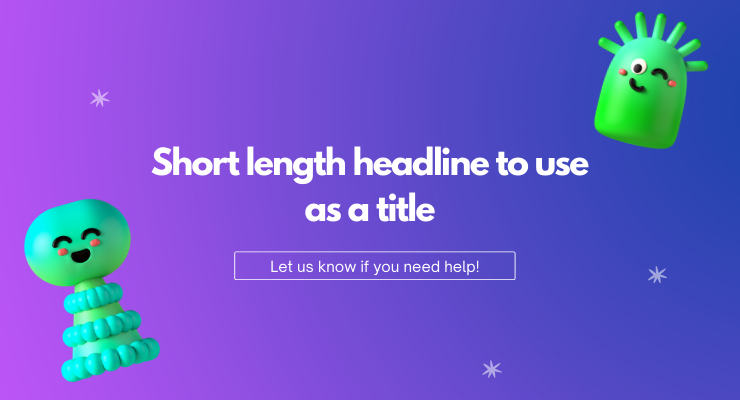 Short length headline to use
as a title
Let us know if you need help!